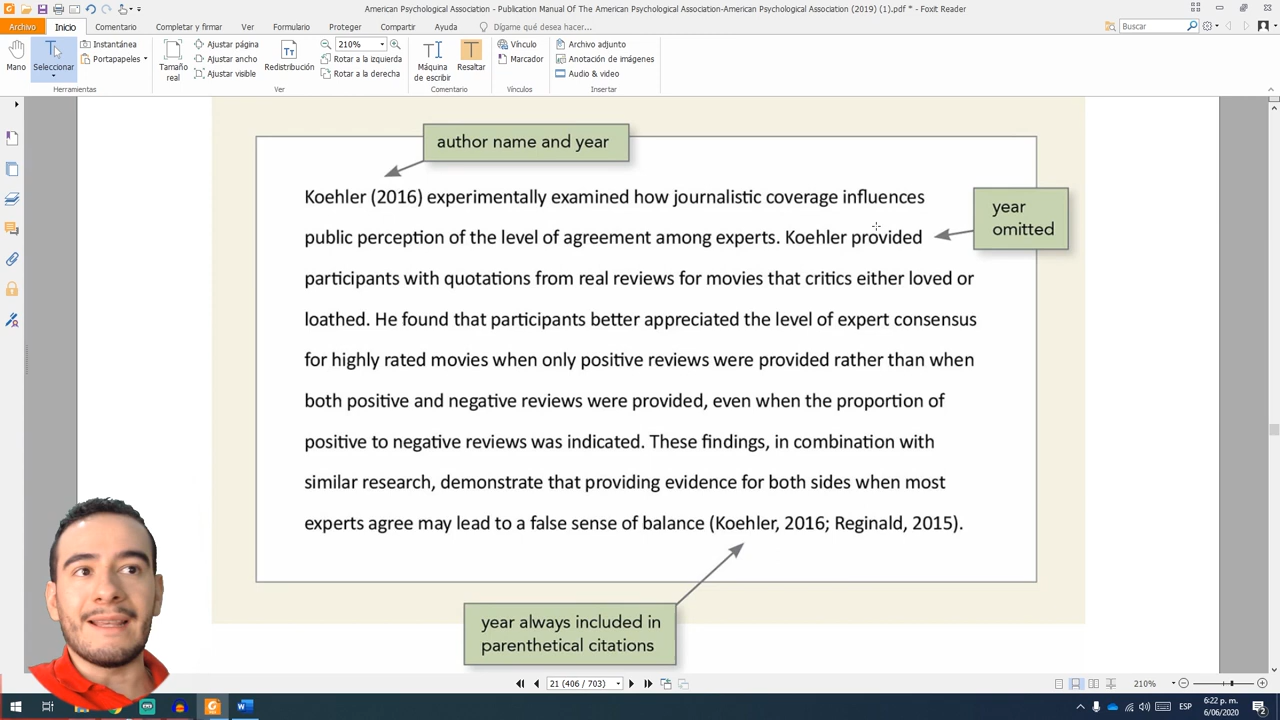 American Psychological Association - Publication Manual Of The American Psychological Association-American Psychological Association (2019) (1).pdf * - Foxit Reader
Archivo Inicio Comentario Compartir y Firmar Ver Formulario Proteger Compartir Ayuda Dígame qué desea hacer... Buscar
Mano
Seleccionar
Instantánea
Portapapeles
Herramientas
Tamaño real
Ajustar página
Ajustar ancho
Ajustar visible
Redistribución
210%
Rotar a la izquierda
Rotar a la derecha
Ver
Máquina de escribir
Resaltar
Comentario
Vínculo
Marcador
Vínculos
Archivo adjunto
Anotación de imágenes
Audio & video
Insertar
author name and year
Koehler (2016) experimentally examined how journalistic coverage influences
public perception of the level of agreement among experts. Koehler provided
participants with quotations from real reviews for movies that critics either loved or
loathed. He found that participants better appreciated the level of expert consensus
for highly rated movies when only positive reviews were provided rather than when
both positive and negative reviews were provided, even when the proportion of
positive to negative reviews was indicated. These findings, in combination with
similar research, demonstrate that providing evidence for both sides when most
experts agree may lead to a false sense of balance (Koehler, 2016; Reginald, 2015).
year
omitted
year always included in
parenthetical citations
21 (406 / 703)
210%
ESP
6:22 p. m.
6/06/2020
2